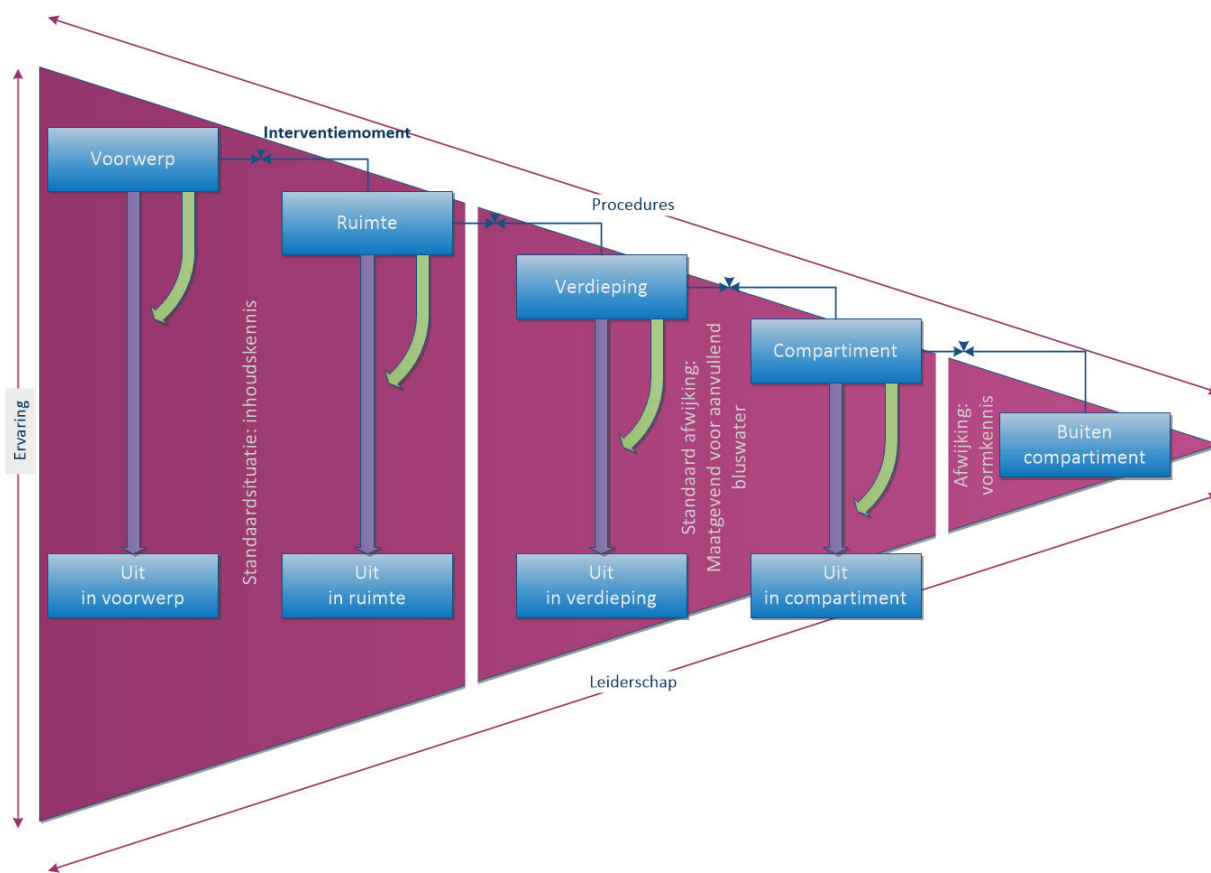 Interventiemoment
Voorwerp
Procedures
Ruimte
Verdieping
Compartiment
Ervaring
Standaardsituatie: inhoudskennis
Standaard afwijking:
Maatgevend voor aanvullend
bluswater
Afwijking:
vormkennis
Buiten
compartiment
Uit
in voorwerp
Uit
in ruimte
Uit
in verdieping
Uit
in compartiment
Leiderschap